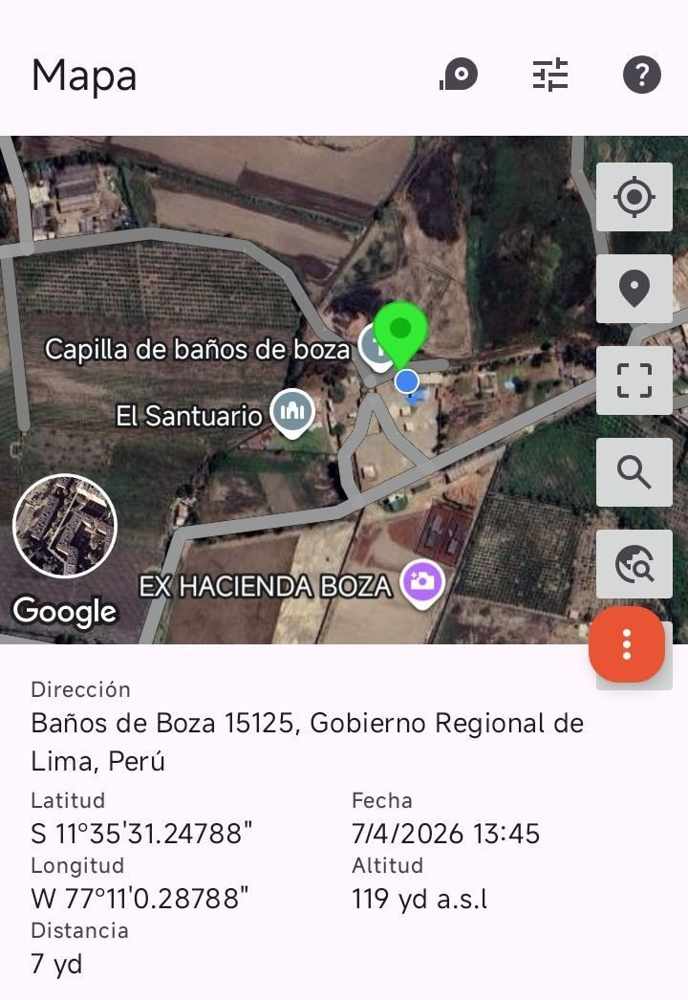 Mapa
Capilla de baños de boza
El Santuario
EX HACIENDA BOZA
Google
Dirección
Baños de Boza 15125, Gobierno Regional de
Lima, Perú
Latitud
S 11°35'31.24788"
Fecha
7/4/2026 13:45
Longitud
W 77°11'0.28788"
Altitud
119 yd a.s.l
Distancia
7 yd